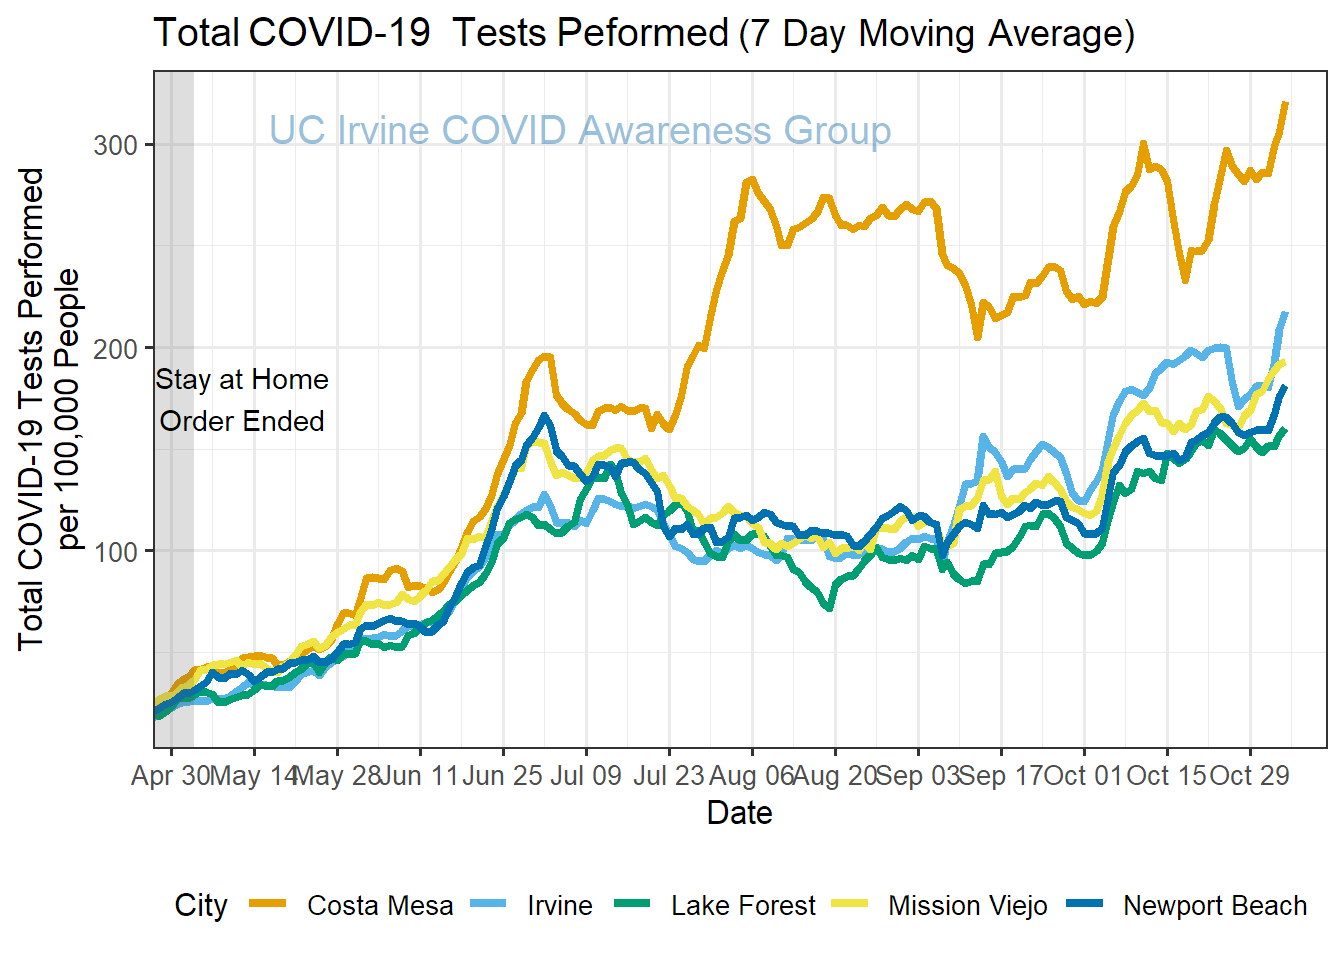 Total COVID-19  Tests Peformed (7 Day Moving Average)
UC Irvine COVID Awareness Group
Total COVID-19 Tests Performed
per 100,000 People
300
200
100
Stay at Home
Order Ended
Apr 30 May 14 May 28 Jun 11 Jun 25 Jul 09 Jul 23 Aug 06 Aug 20 Sep 03 Sep 17 Oct 01 Oct 15 Oct 29
Date
City Costa Mesa Irvine Lake Forest Mission Viejo Newport Beach